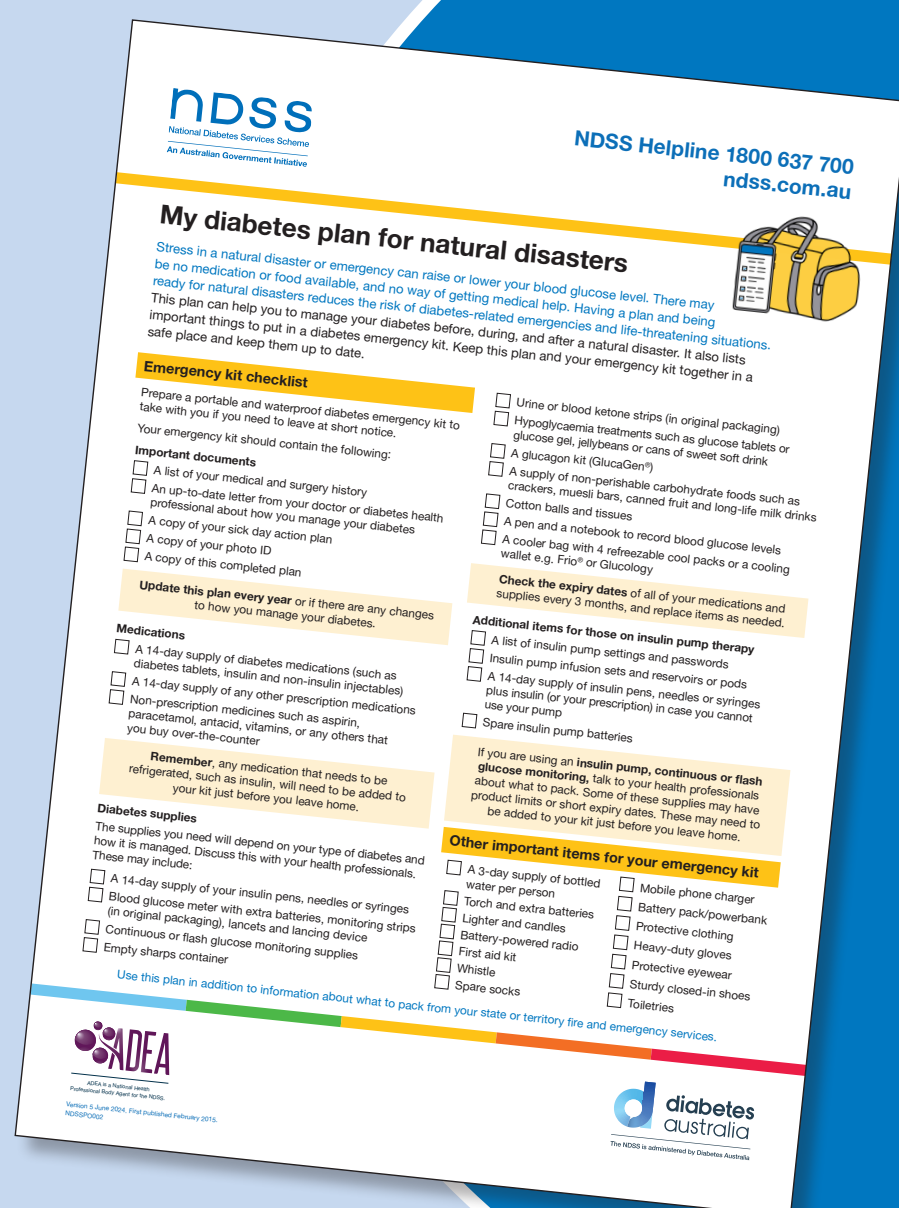 NDSS
National Diabetes Services Scheme
An Australian Government Initiative
NDSS Helpline 1800 637 700
ndss.com.au
My diabetes plan for natural disasters
Stress in a natural disaster or emergency can raise or lower your blood glucose level. There may
be no medication or food available, and no way of getting medical help. Having a plan and being
ready for natural disasters reduces the risk of diabetes-related emergencies and life-threatening situations.
This plan can help you to manage your diabetes before, during, and after a natural disaster. It also lists
important things to put in a diabetes emergency kit. Keep this plan and your emergency kit together in a
safe place and keep them up to date.
Emergency kit checklist
Prepare a portable and waterproof diabetes emergency kit to
take with you if you need to leave at short notice.
Your emergency kit should contain the following:
Important documents
A list of your medical and surgery history
An up-to-date letter from your doctor or diabetes health
professional about how you manage your diabetes
A copy of your sick day action plan
A copy of your photo ID
A copy of this completed plan
Update this plan every year or if there are any changes
to how you manage your diabetes.
Medications
A 14-day supply of diabetes medications (such as
diabetes tablets, insulin and non-insulin injectables)
A 14-day supply of any other prescription medications
Non-prescription medicines such as aspirin,
paracetamol, antacid, vitamins, or any others that
you buy over-the-counter
Remember, any medication that needs to be
refrigerated, such as insulin, will need to be added to
your kit just before you leave home.
Diabetes supplies
The supplies you need will depend on your type of diabetes and
how it is managed. Discuss this with your health professionals.
These may include:
A 14-day supply of your insulin pens, needles or syringes
Blood glucose meter with extra batteries, monitoring strips
(in original packaging), lancets and lancing device
Continuous or flash glucose monitoring supplies
Empty sharps container
Urine or blood ketone strips (in original packaging)
Hypoglycaemia treatments such as glucose tablets or
glucose gel, jellybeans or cans of sweet soft drink
A glucagon kit (GlucaGen®)
A supply of non-perishable carbohydrate foods such as
crackers, muesli bars, canned fruit and long-life milk drinks
Cotton balls and tissues
A pen and a notebook to record blood glucose levels
A cooler bag with 4 refreezable cool packs or a cooling
wallet e.g. Frio® or Glucology
Check the expiry dates of all of your medications and
supplies every 3 months, and replace items as needed.
Additional items for those on insulin pump therapy
A list of insulin pump settings and passwords
Insulin pump infusion sets and reservoirs or pods
A 14-day supply of insulin pens, needles or syringes
plus insulin (or your prescription) in case you cannot
use your pump
Spare insulin pump batteries
If you are using an insulin pump, continuous or flash
glucose monitoring, talk to your health professionals
about what to pack. Some of these supplies may have
product limits or short expiry dates. These may need to
be added to your kit just before you leave home.
Other important items for your emergency kit
A 3-day supply of bottled
water per person
Torch and extra batteries
Lighter and candles
Battery-powered radio
First aid kit
Whistle
Spare socks
Mobile phone charger
Battery pack/powerbank
Protective clothing
Heavy-duty gloves
Protective eyewear
Sturdy closed-in shoes
Toiletries
Use this plan in addition to information about what to pack from your state or territory fire and emergency services.
ADEA
ADEA is a National Health
Professional Body Agent for the NDSS.
Version 5 June 2024. First published February 2015.
NDSSPO002
diabetes
australia
The NDSS is administered by Diabetes Australia